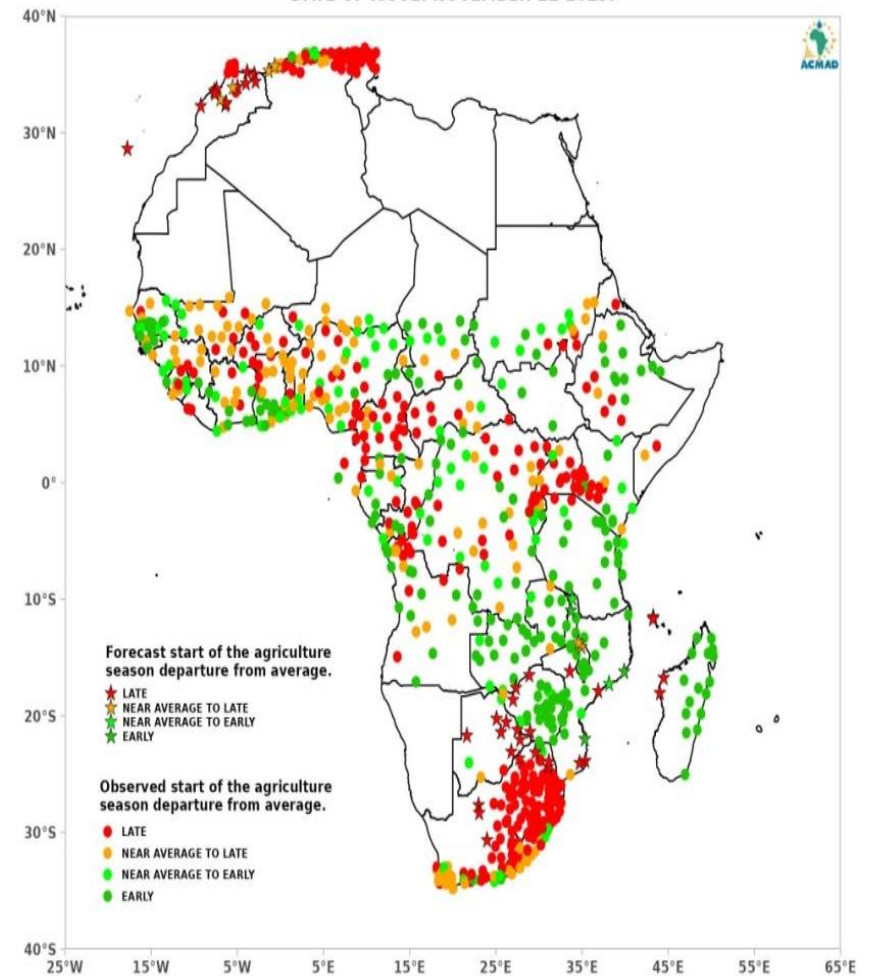 40°N
ACMAD
30°N
20°N
10°N
0°
10°S
Forecast start of the agriculture
season departure from average.
LATE
NEAR AVERAGE TO LATE
NEAR AVERAGE TO EARLY
EARLY
20°S
Observed start of the agriculture
season departure from average.
LATE
30°S
NEAR AVERAGE TO LATE
NEAR AVERAGE TO EARLY
EARLY
40°S
25°W 15°W 5°W 5°E 15°E 25°E 35°E 45°E 55°E 65°E